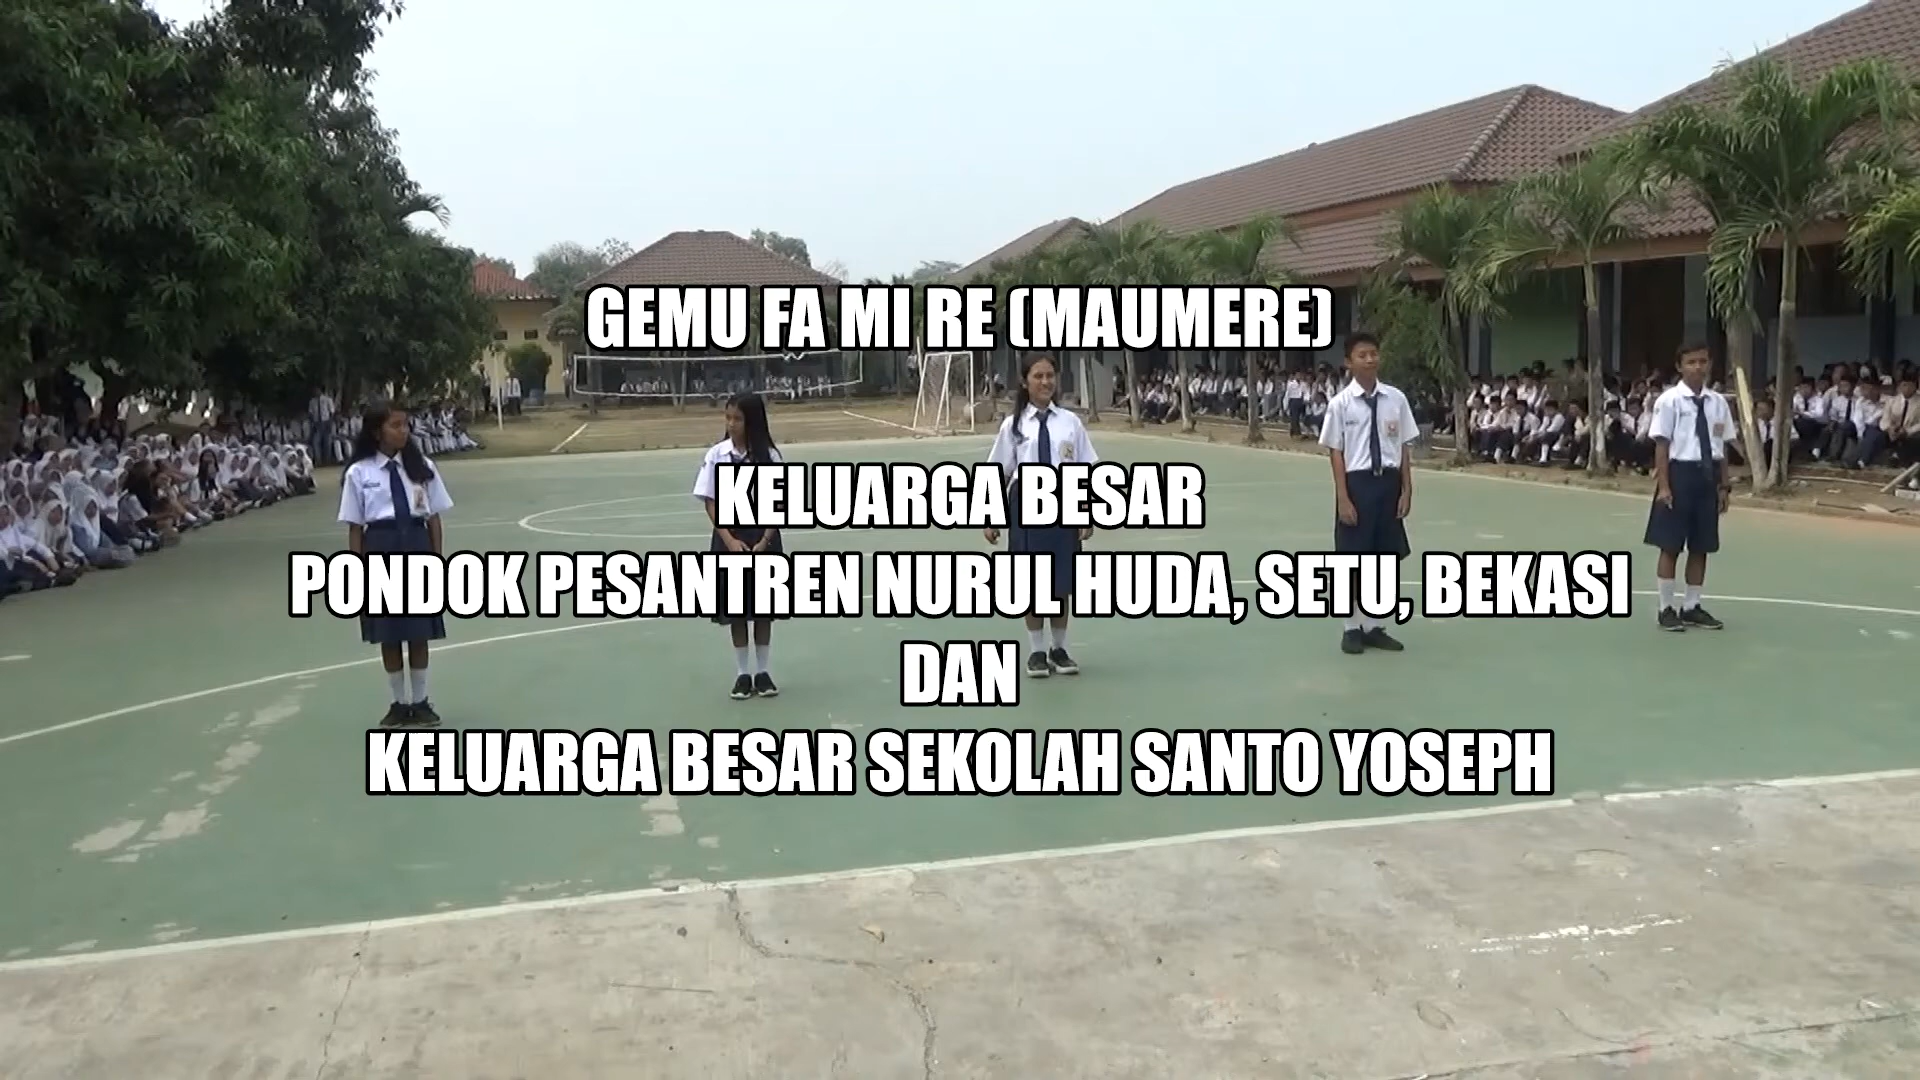 GEMU FA MI RE (MAUMERE)
KELUARGA BESAR
PONDOK PESANTREN NURUL HUDA, SETU, BEKASI
DAN
KELUARGA BESAR SEKOLAH SANTO YOSEPH